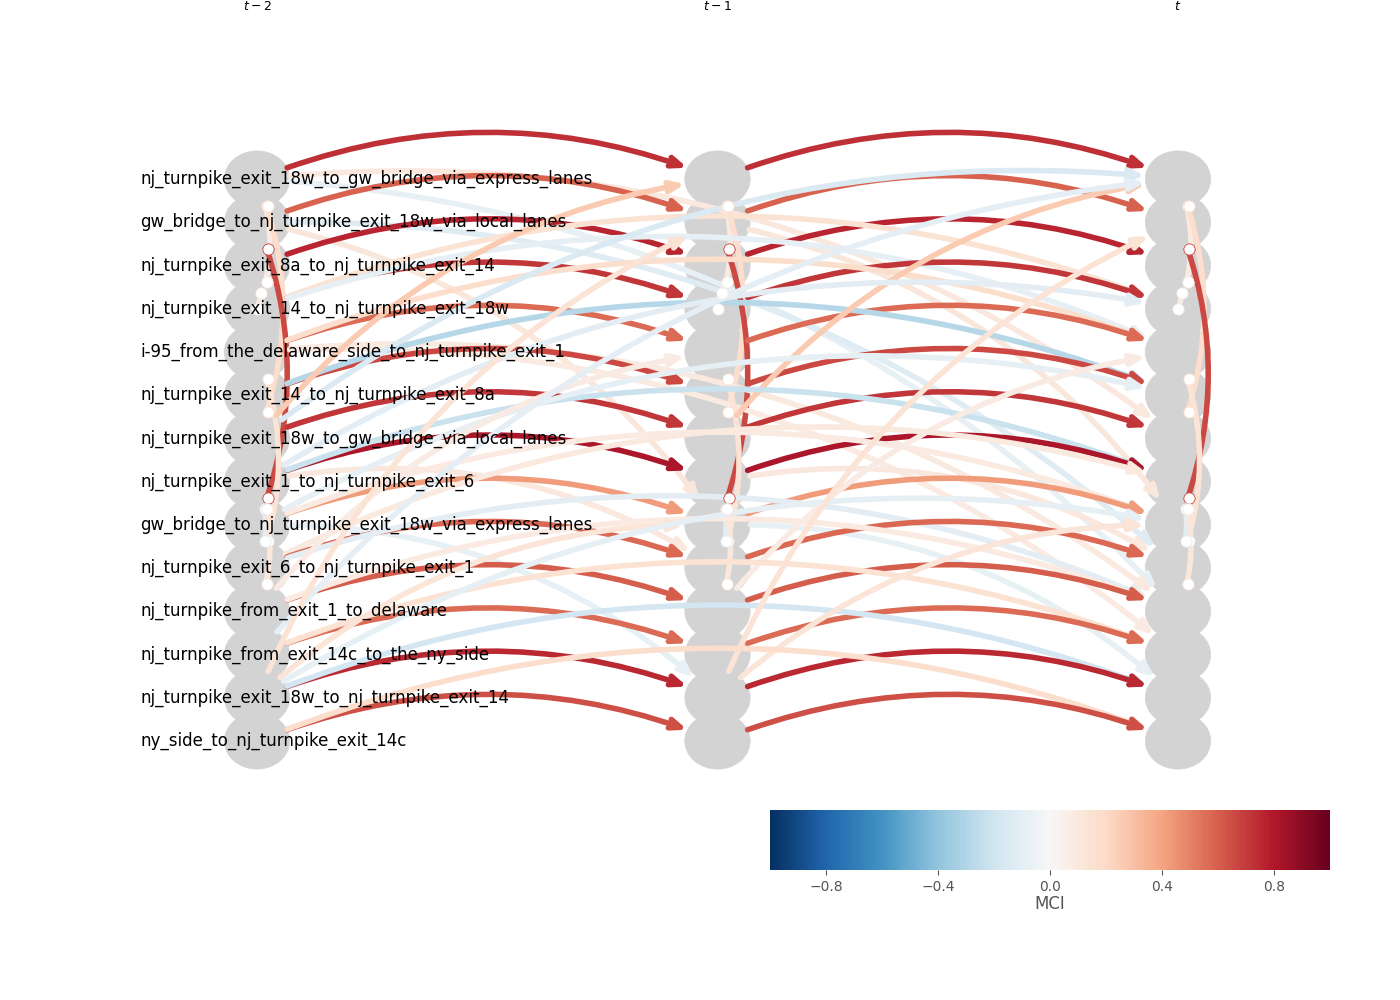 t − 2 t − 1 t
nj_turnpike_exit_18w_to_gw_bridge_via_express_lanes
gw_bridge_to_nj_turnpike_exit_18w_via_local_lanes
nj_turnpike_exit_8a_to_nj_turnpike_exit_14
nj_turnpike_exit_14_to_nj_turnpike_exit_18w
i-95_from_the_delaware_side_to_nj_turnpike_exit_1
nj_turnpike_exit_14_to_nj_turnpike_exit_8a
nj_turnpike_exit_18w_to_gw_bridge_via_local_lanes
nj_turnpike_exit_1_to_nj_turnpike_exit_6
gw_bridge_to_nj_turnpike_exit_18w_via_express_lanes
nj_turnpike_exit_6_to_nj_turnpike_exit_1
nj_turnpike_from_exit_1_to_delaware
nj_turnpike_from_exit_14c_to_the_ny_side
nj_turnpike_exit_18w_to_nj_turnpike_exit_14
ny_side_to_nj_turnpike_exit_14c
−0.8 −0.4 0.0 0.4 0.8
MCI